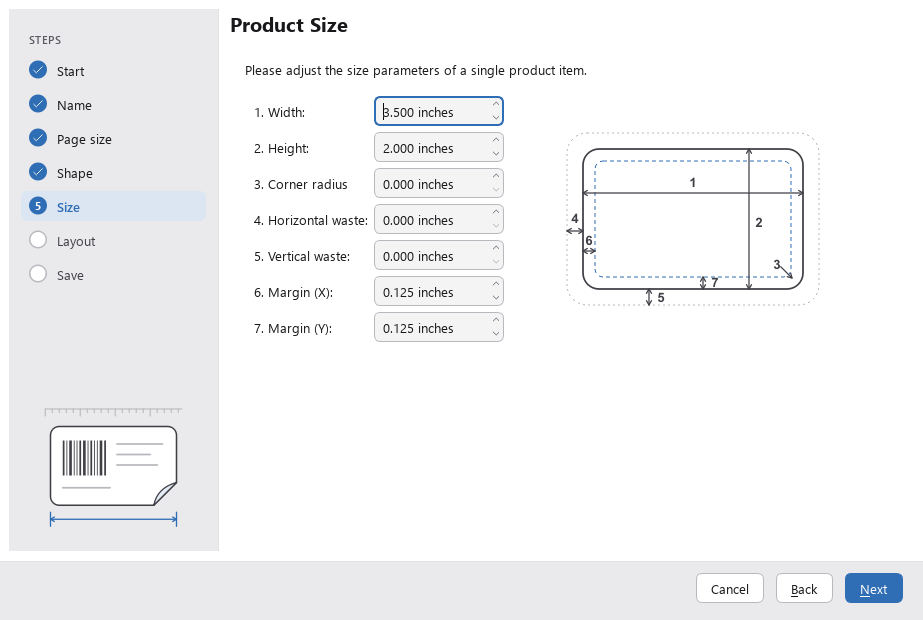 STEPS
Start
Name
Page size
Shape
5 Size
Layout
Save
Product Size
Please adjust the size parameters of a single product item.
1. Width: 3.500 inches
2. Height: 2.000 inches
3. Corner radius 0.000 inches
4. Horizontal waste: 0.000 inches
5. Vertical waste: 0.000 inches
6. Margin (X): 0.125 inches
7. Margin (Y): 0.125 inches
1
2
4
6
3
7
5
Cancel Back Next